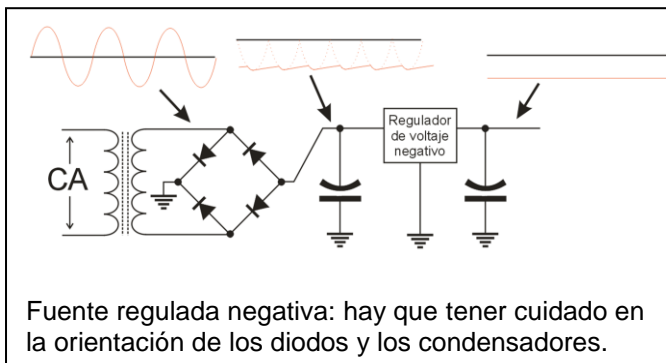 CA
Regulador
de voltaje
negativo
Fuente regulada negativa: hay que tener cuidado en
la orientación de los diodos y los condensadores.